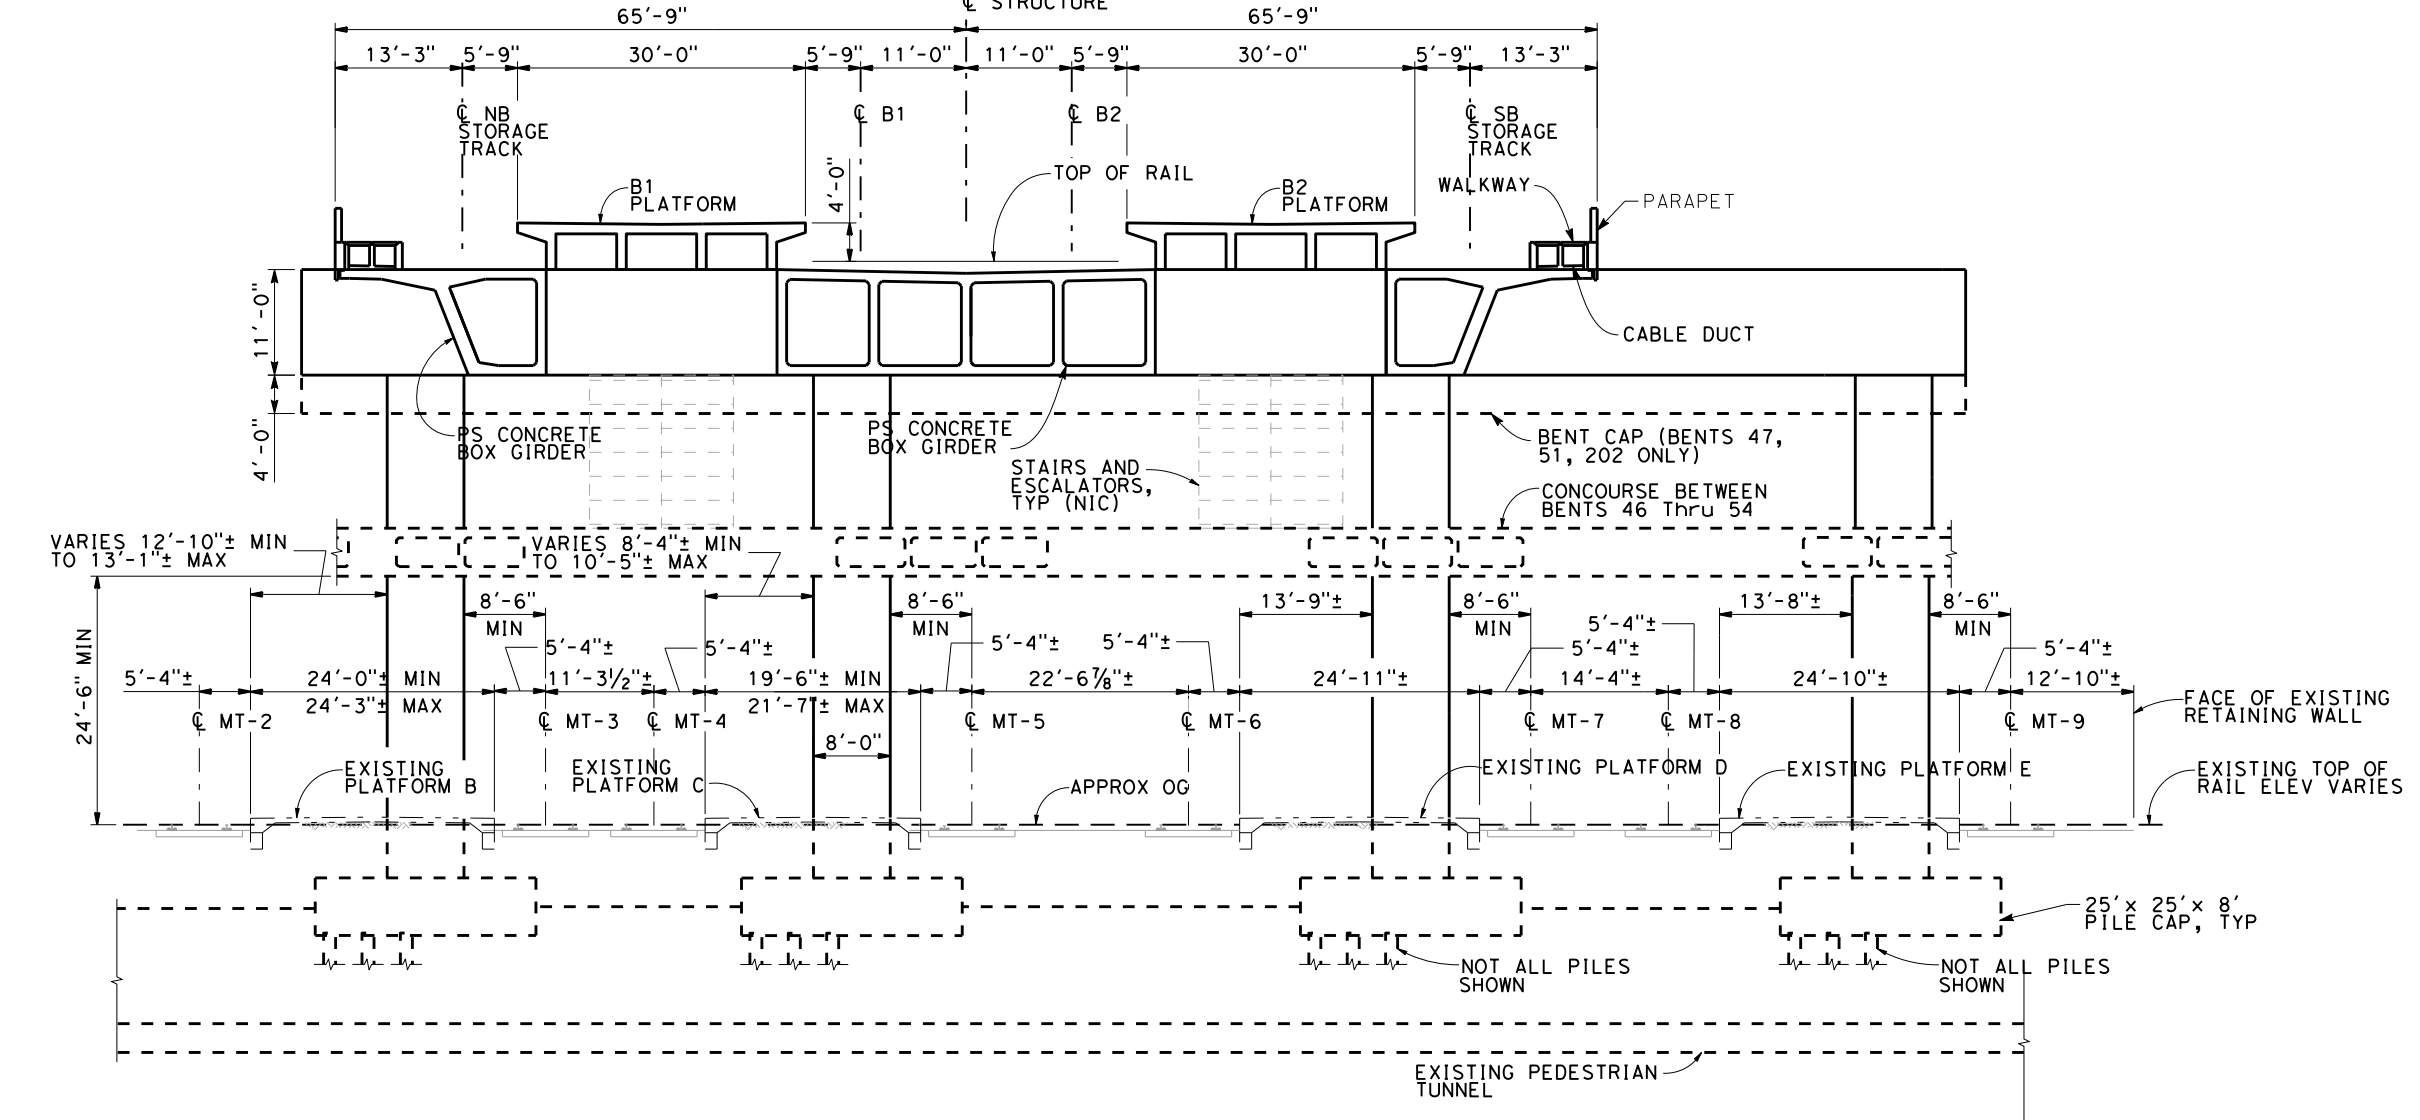 ℄ STRUCTURE
65'-9"
65'-9"
13'-3"
5'-9"
30'-0"
5'-9"
11'-0"
11'-0"
5'-9"
30'-0"
5'-9"
13'-3"
℄ NB
STORAGE
TRACK
℄ B1
℄ B2
℄ SB
STORAGE
TRACK
4'-0"
TOP OF RAIL
B1
PLATFORM
B2
PLATFORM
WALKWAY
PARAPET
11'-0"
CABLE DUCT
4'-0"
PS CONCRETE
BOX GIRDER
PS CONCRETE
BOX GIRDER
BENT CAP (BENTS 47,
51, 202 ONLY)
STAIRS AND
ESCALATORS,
TYP (NIC)
CONCOURSE BETWEEN
BENTS 46 Thru 54
VARIES 12'-10"± MIN
TO 13'-1"± MAX
VARIES 8'-4"± MIN
TO 10'-5"± MAX
24'-6" MIN
8'-6"
MIN
8'-6"
MIN
13'-9"±
8'-6"
MIN
13'-8"±
8'-6"
MIN
5'-4"±
5'-4"±
5'-4"±
5'-4"±
5'-4"±
5'-4"±
5'-4"±
5'-4"±
24'-0"± MIN
24'-3"± MAX
11'-3½"±
19'-6"± MIN
21'-7"± MAX
22'-6⅞"±
24'-11"±
14'-4"±
24'-10"±
12'-10"±
℄ MT-2
℄ MT-3
℄ MT-4
℄ MT-5
℄ MT-6
℄ MT-7
℄ MT-8
℄ MT-9
FACE OF EXISTING
RETAINING WALL
8'-0"
EXISTING
PLATFORM B
EXISTING
PLATFORM C
APPROX OG
EXISTING PLATFORM D
EXISTING PLATFORM E
EXISTING TOP OF
RAIL ELEV VARIES
25'x 25'x 8'
PILE CAP, TYP
NOT ALL PILES
SHOWN
NOT ALL PILES
SHOWN
EXISTING PEDESTRIAN
TUNNEL